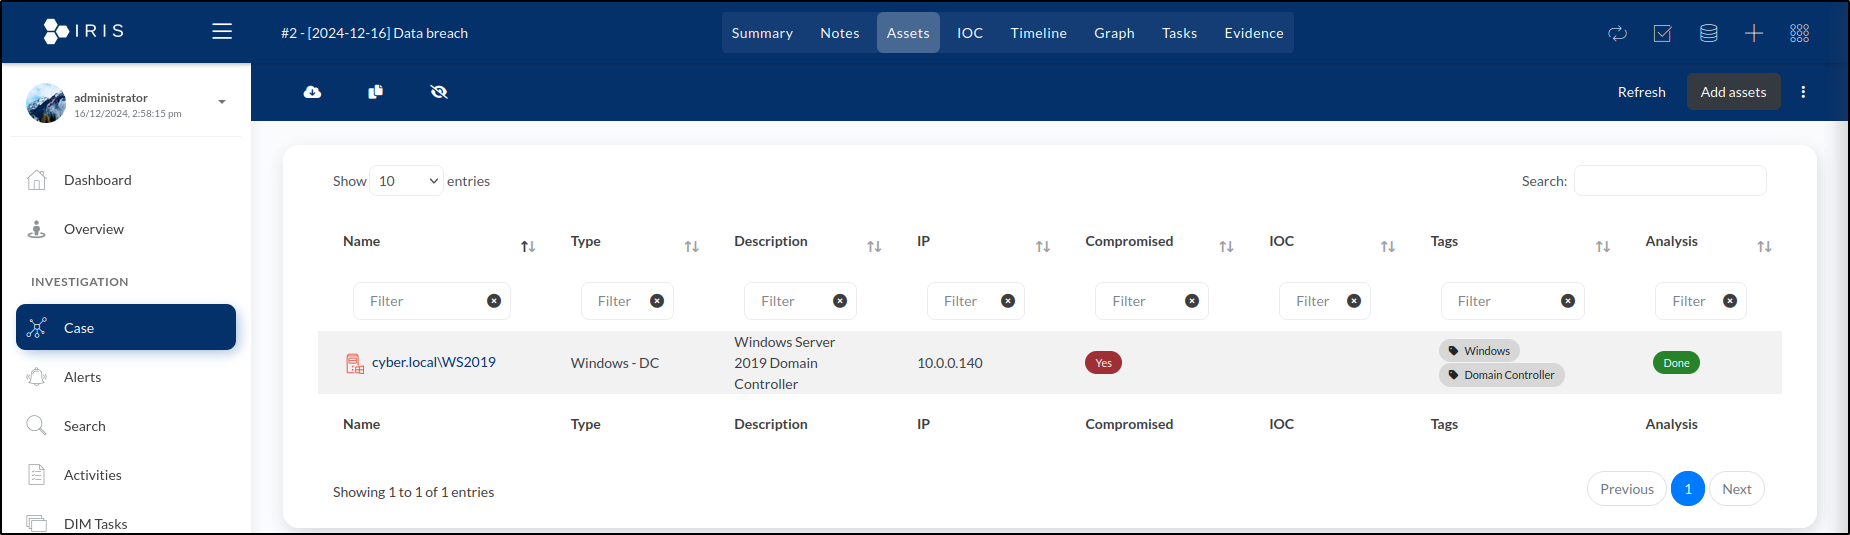 IRIS
#2 - [2024-12-16] Data breach
Summary Notes Assets IOC Timeline Graph Tasks Evidence
administrator
16/12/2024, 2:58:15 pm
Refresh Add assets
Dashboard
Overview
INVESTIGATION
Case
Alerts
Search
Activities
DIM Tasks
Show 10 entries
Search:
Name Type Description IP Compromised IOC Tags Analysis
Filter Filter Filter Filter Filter Filter Filter Filter
cyber.local\WS2019 Windows - DC
Windows Server
2019 Domain
Controller
10.0.0.140 Yes
Windows
Domain Controller
Done
Name Type Description IP Compromised IOC Tags Analysis
Showing 1 to 1 of 1 entries
Previous 1 Next